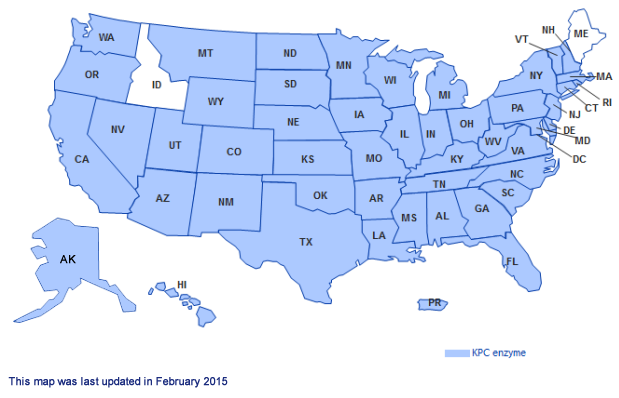 WA
MT
ND
MN
VT
NH
ME
OR
ID
SD
WI
MI
NY
MA
RI
CT
WY
NE
IA
PA
NJ
NV
UT
CO
KS
MO
IL
IN
OH
WV
DE
MD
VA
DC
CA
KY
NC
AZ
NM
OK
AR
TN
SC
MS
AL
GA
TX
LA
FL
AK
HI
PR
KPC enzyme
This map was last updated in February 2015